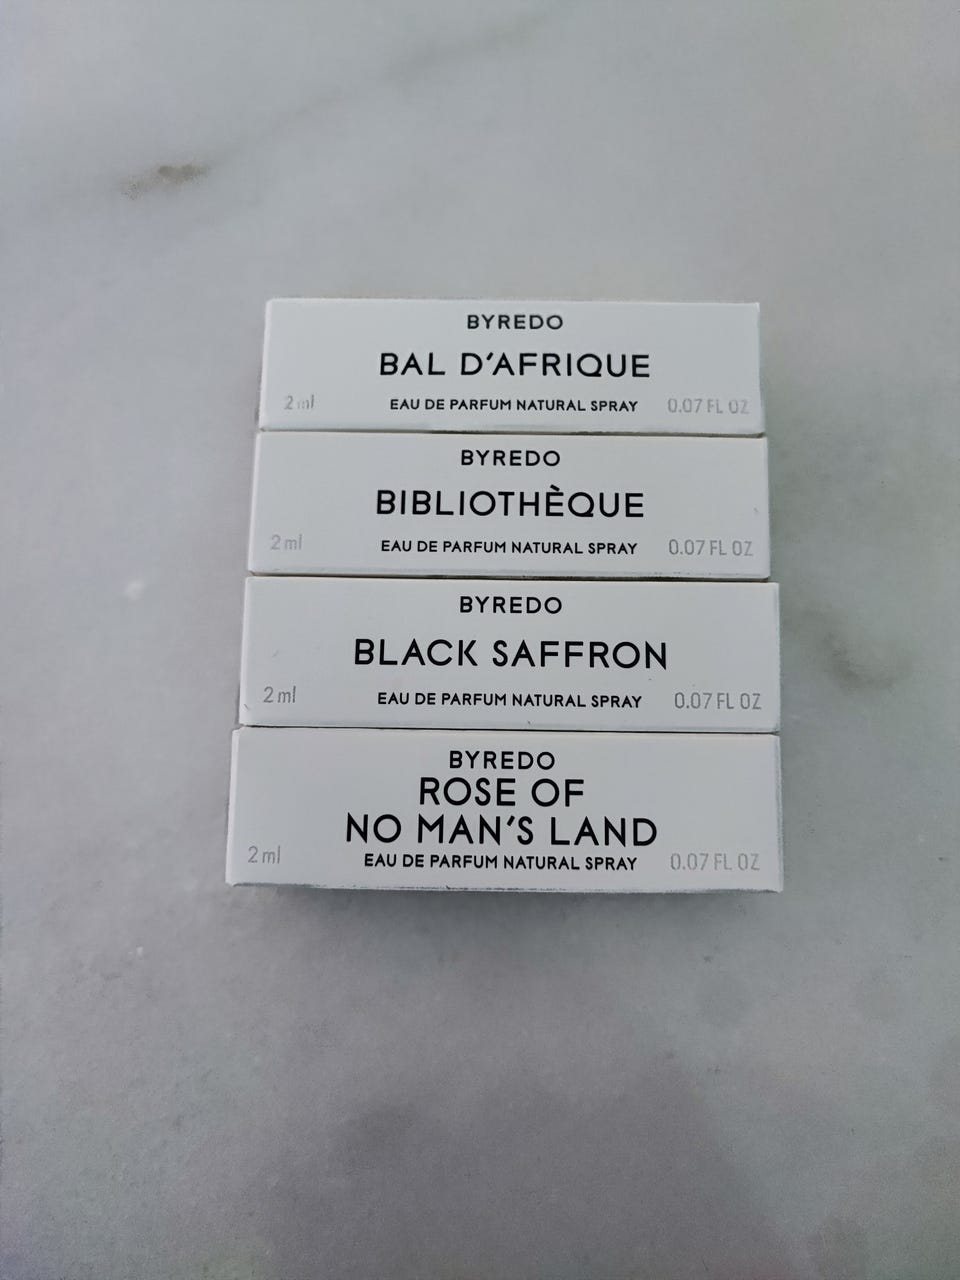 BYREDO
BAL D'AFRIQUE
2 ml EAU DE PARFUM NATURAL SPRAY 0.07 FL OZ
BYREDO
BIBLIOTHÈQUE
2 ml EAU DE PARFUM NATURAL SPRAY 0.07 FL OZ
BYREDO
BLACK SAFFRON
2 ml EAU DE PARFUM NATURAL SPRAY 0.07 FL OZ
BYREDO
ROSE OF
NO MAN'S LAND
2 ml EAU DE PARFUM NATURAL SPRAY 0.07 FL OZ